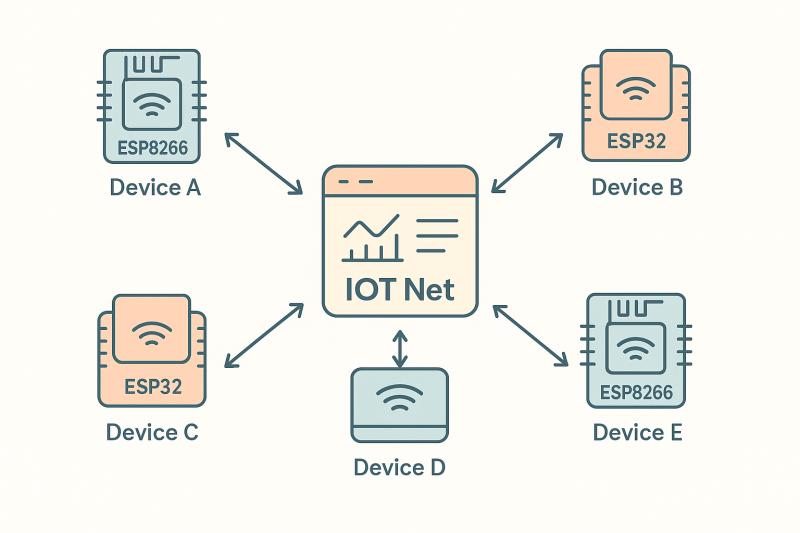 ESP8266
Device A
ESP32
Device B
IOT Net
ESP32
Device C
Device D
ESP8266
Device E